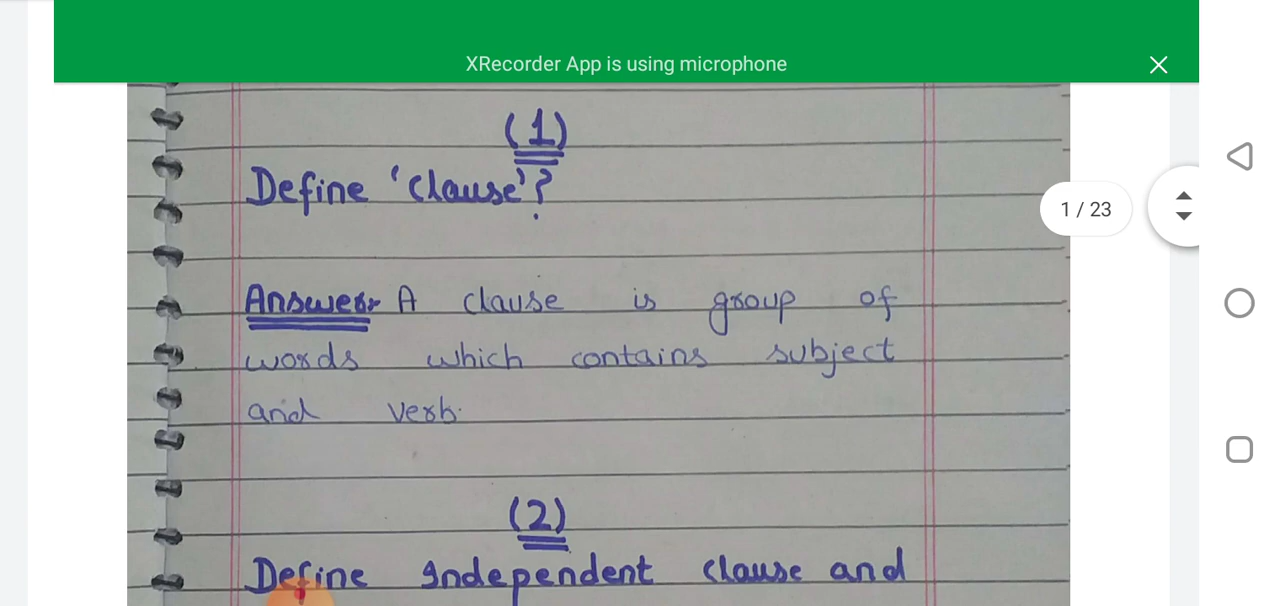 XRecorder App is using microphone
(1)
Define 'Clause'?
1 / 23
Answer:- A clause is group of
words which contains subject
and verb.
(2)
Define Independent clause and